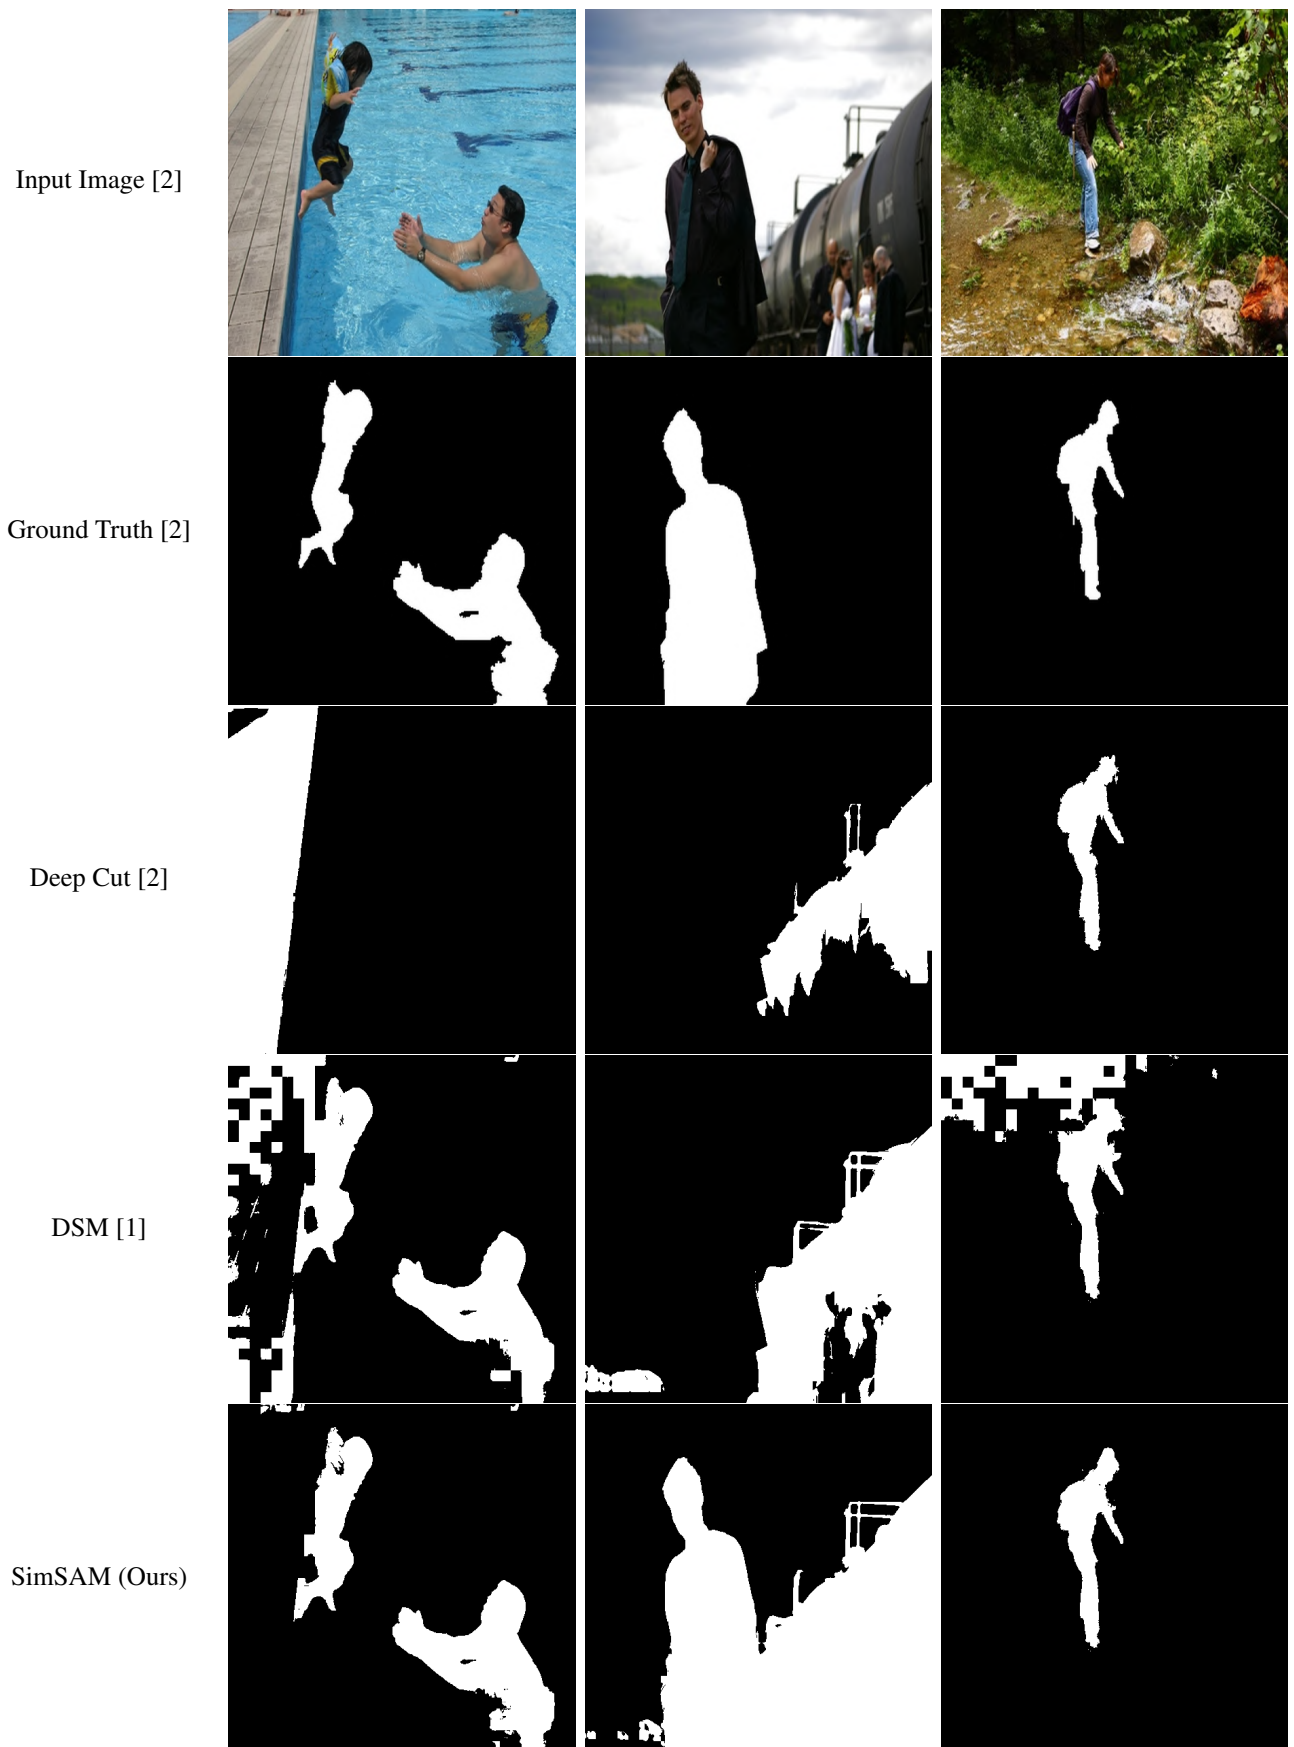 Input Image [2]
Ground Truth [2]
Deep Cut [2]
DSM [1]
SimSAM (Ours)